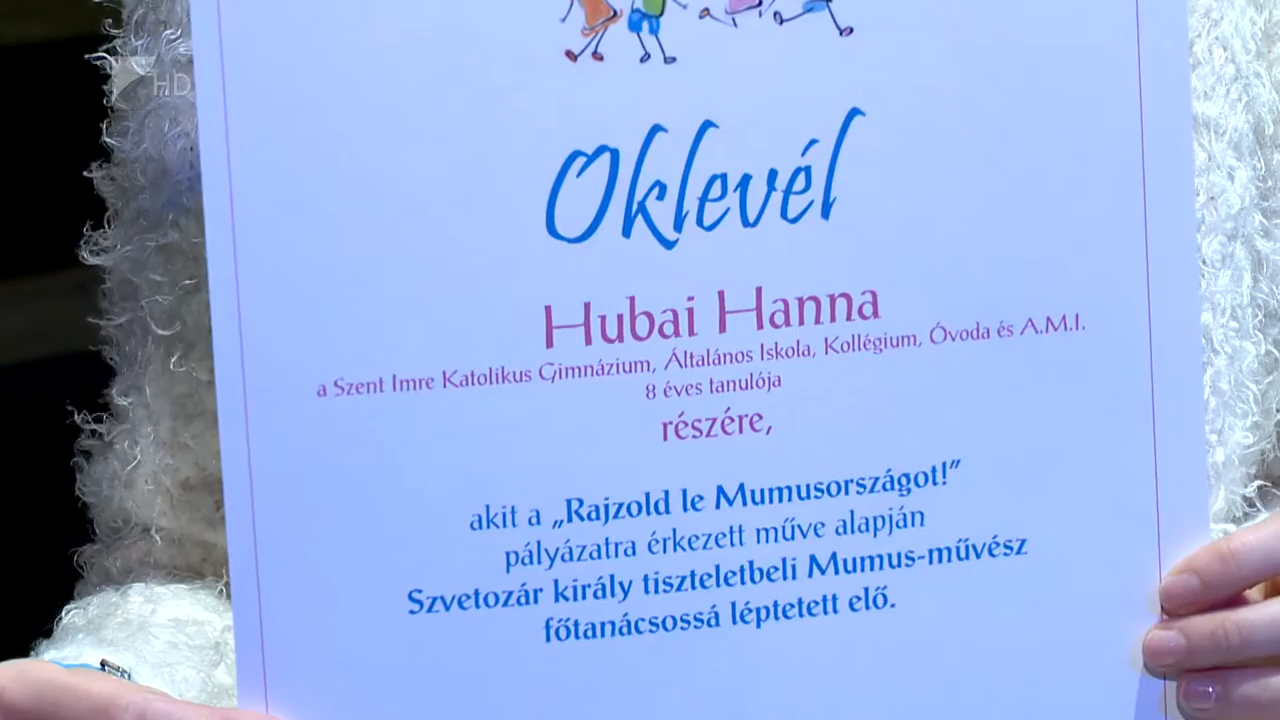 HD
Oklevél
Hubai Hanna
a Szent Imre Katolikus Gimnázium, Általános Iskola, Kollégium, Óvoda és A.M.I.
8 éves tanulója
részére,
akit a „Rajzold le Mumusországot!”
pályázatra érkezett műve alapján
Szvetozár király tiszteletbeli Mumus-művész
főtanácsossá léptetett elő.